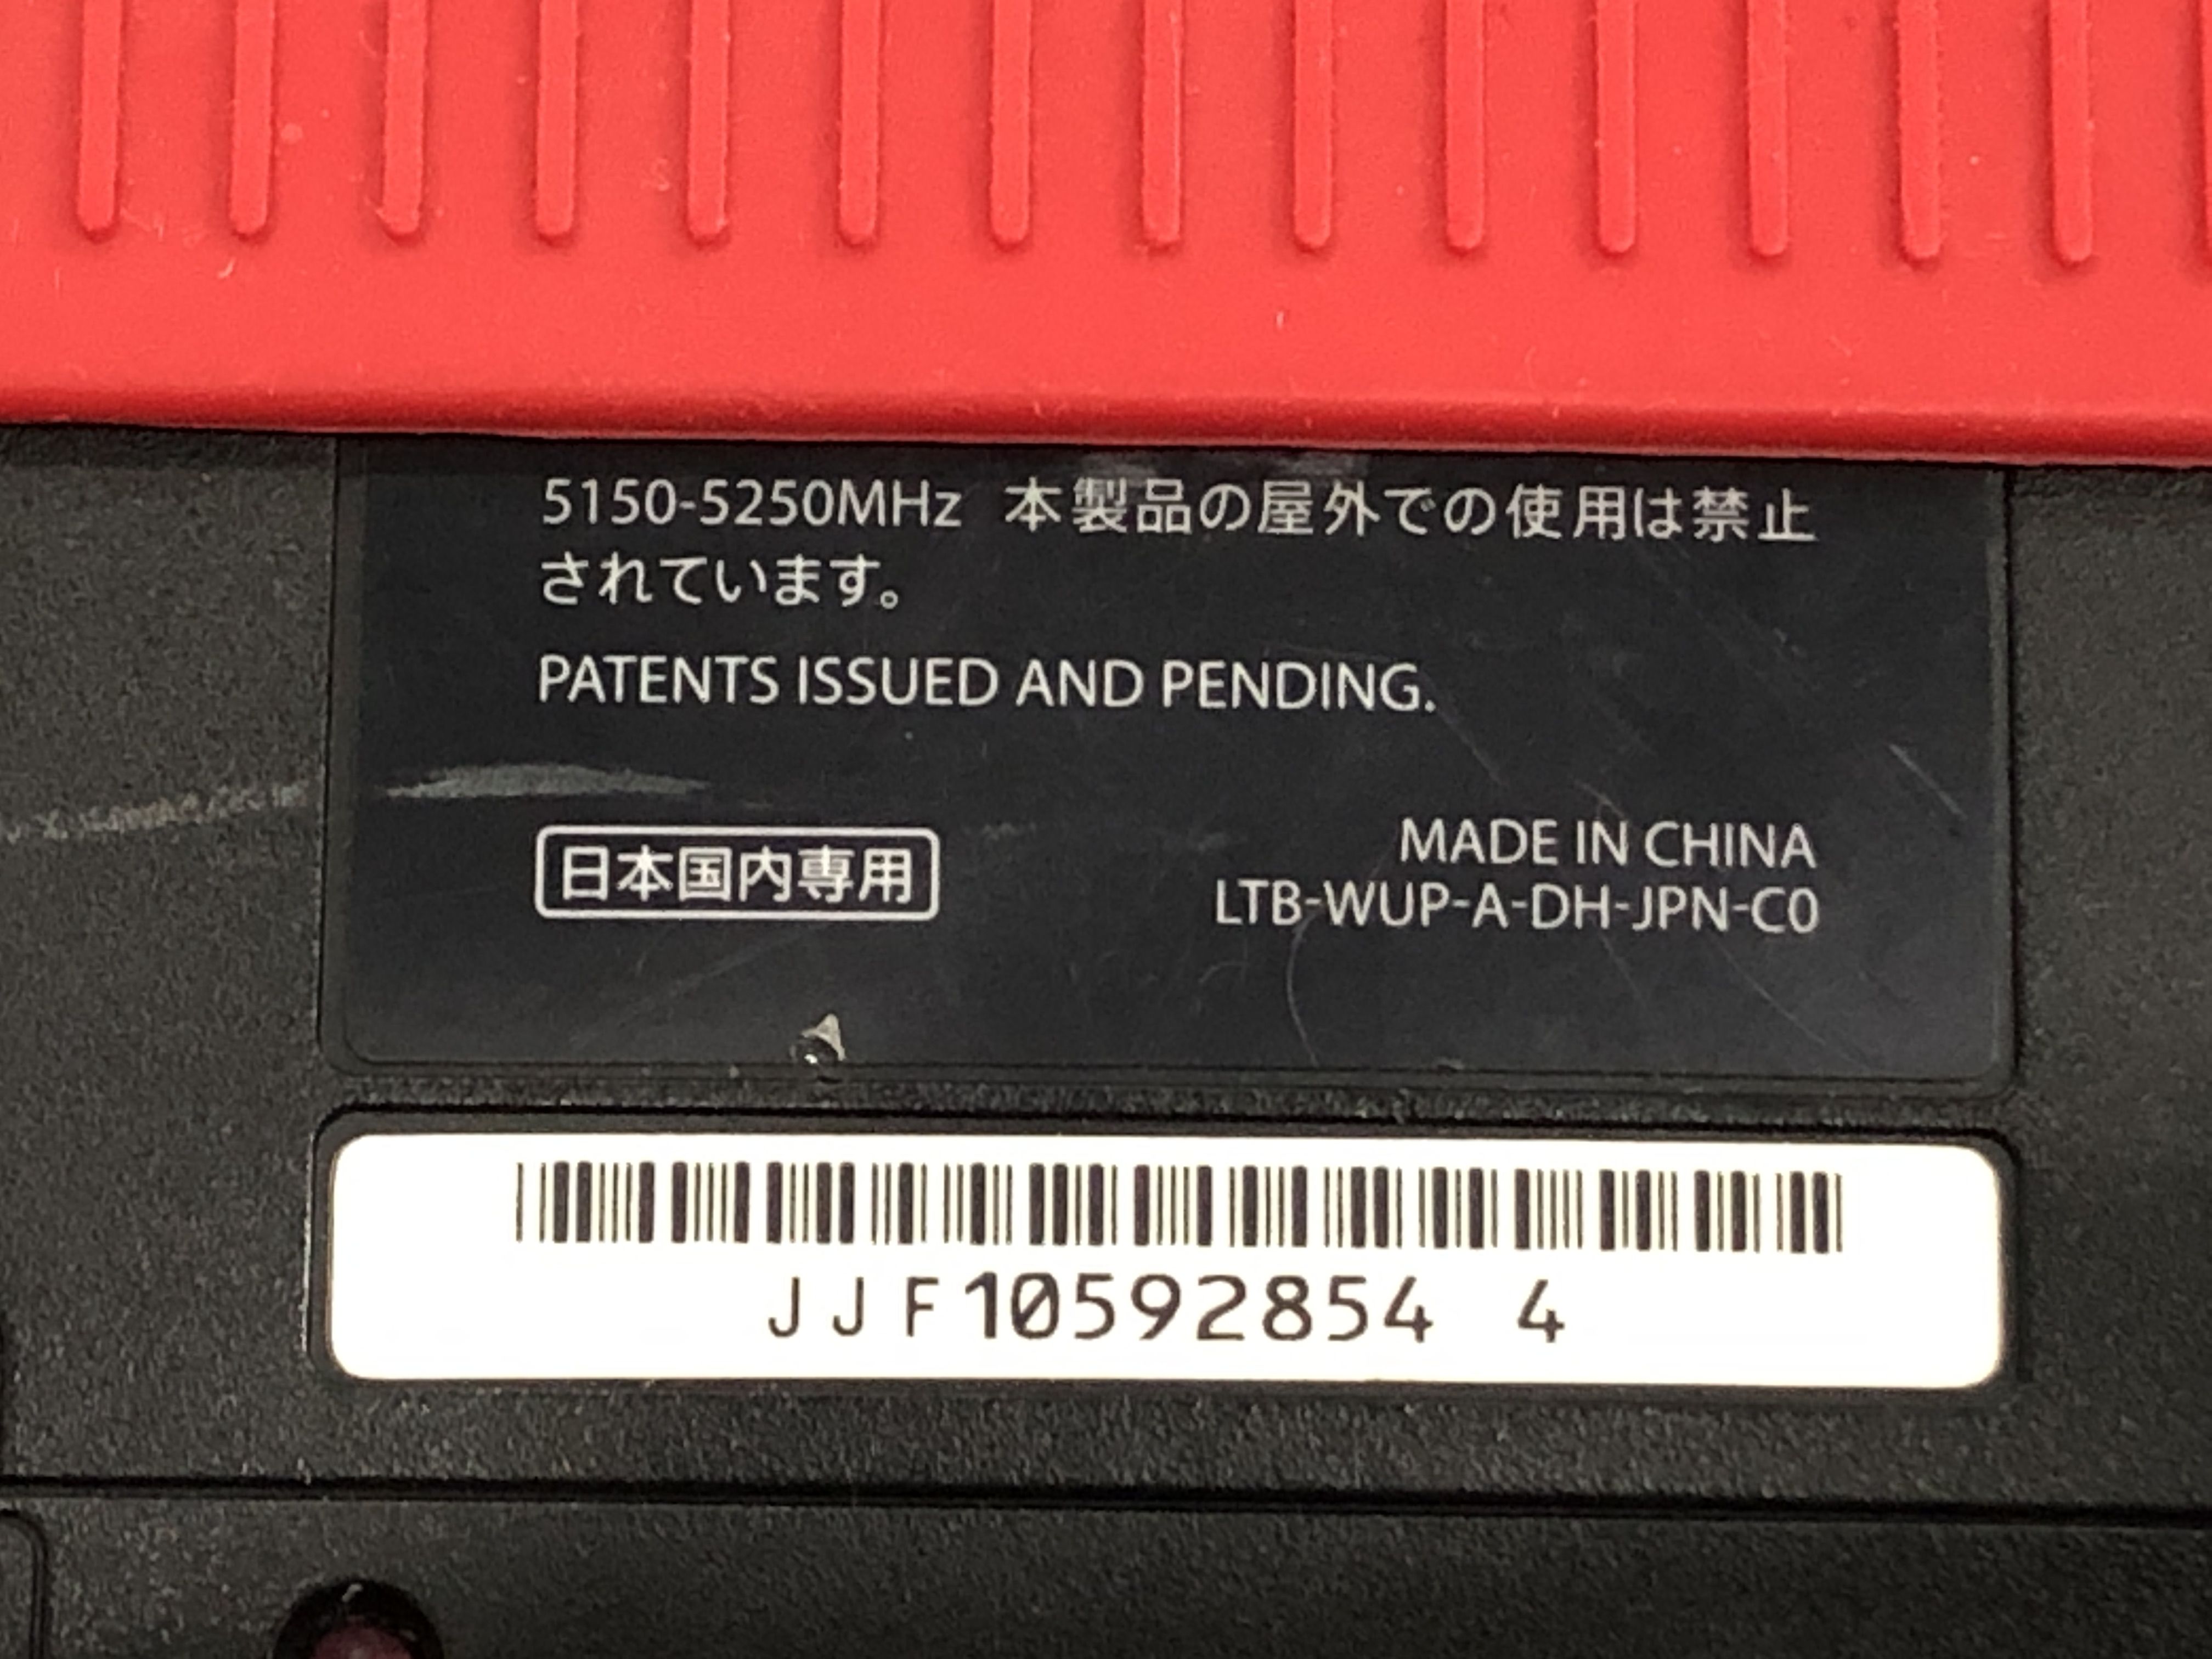 5150-5250MHz 本製品の屋外での使用は禁止
されています。
PATENTS ISSUED AND PENDING.
日本国内専用
MADE IN CHINA
LTB-WUP-A-DH-JPN-C0
JJF10592854 4